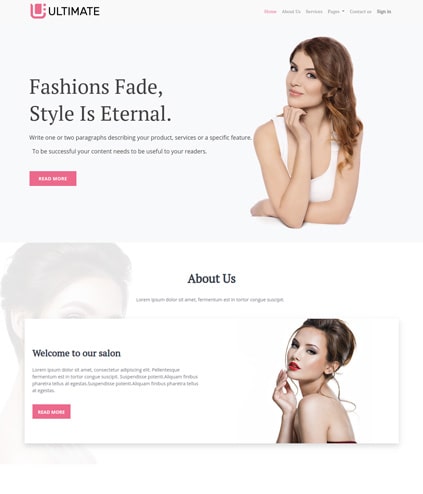 ULTIMATE
Home About Us Services Pages Contact us Sign in
Fashions Fade,
Style Is Eternal.
Write one or two paragraphs describing your product, services or a specific feature.
To be successful your content needs to be useful to your readers.
READ MORE
About Us
Lorem ipsum dolor sit amet, fermentum est in tortor congue suscipit.
Welcome to our salon
Lorem ipsum dolor sit amet, consectetur adipiscing elit. Pellentesque
fermentum est in tortor congue suscipit. Suspendisse potenti.Aliquam finibus
pharetra tellus at egestas.Suspendisse potenti.Aliquam finibus pharetra tellus
at egestas.
READ MORE